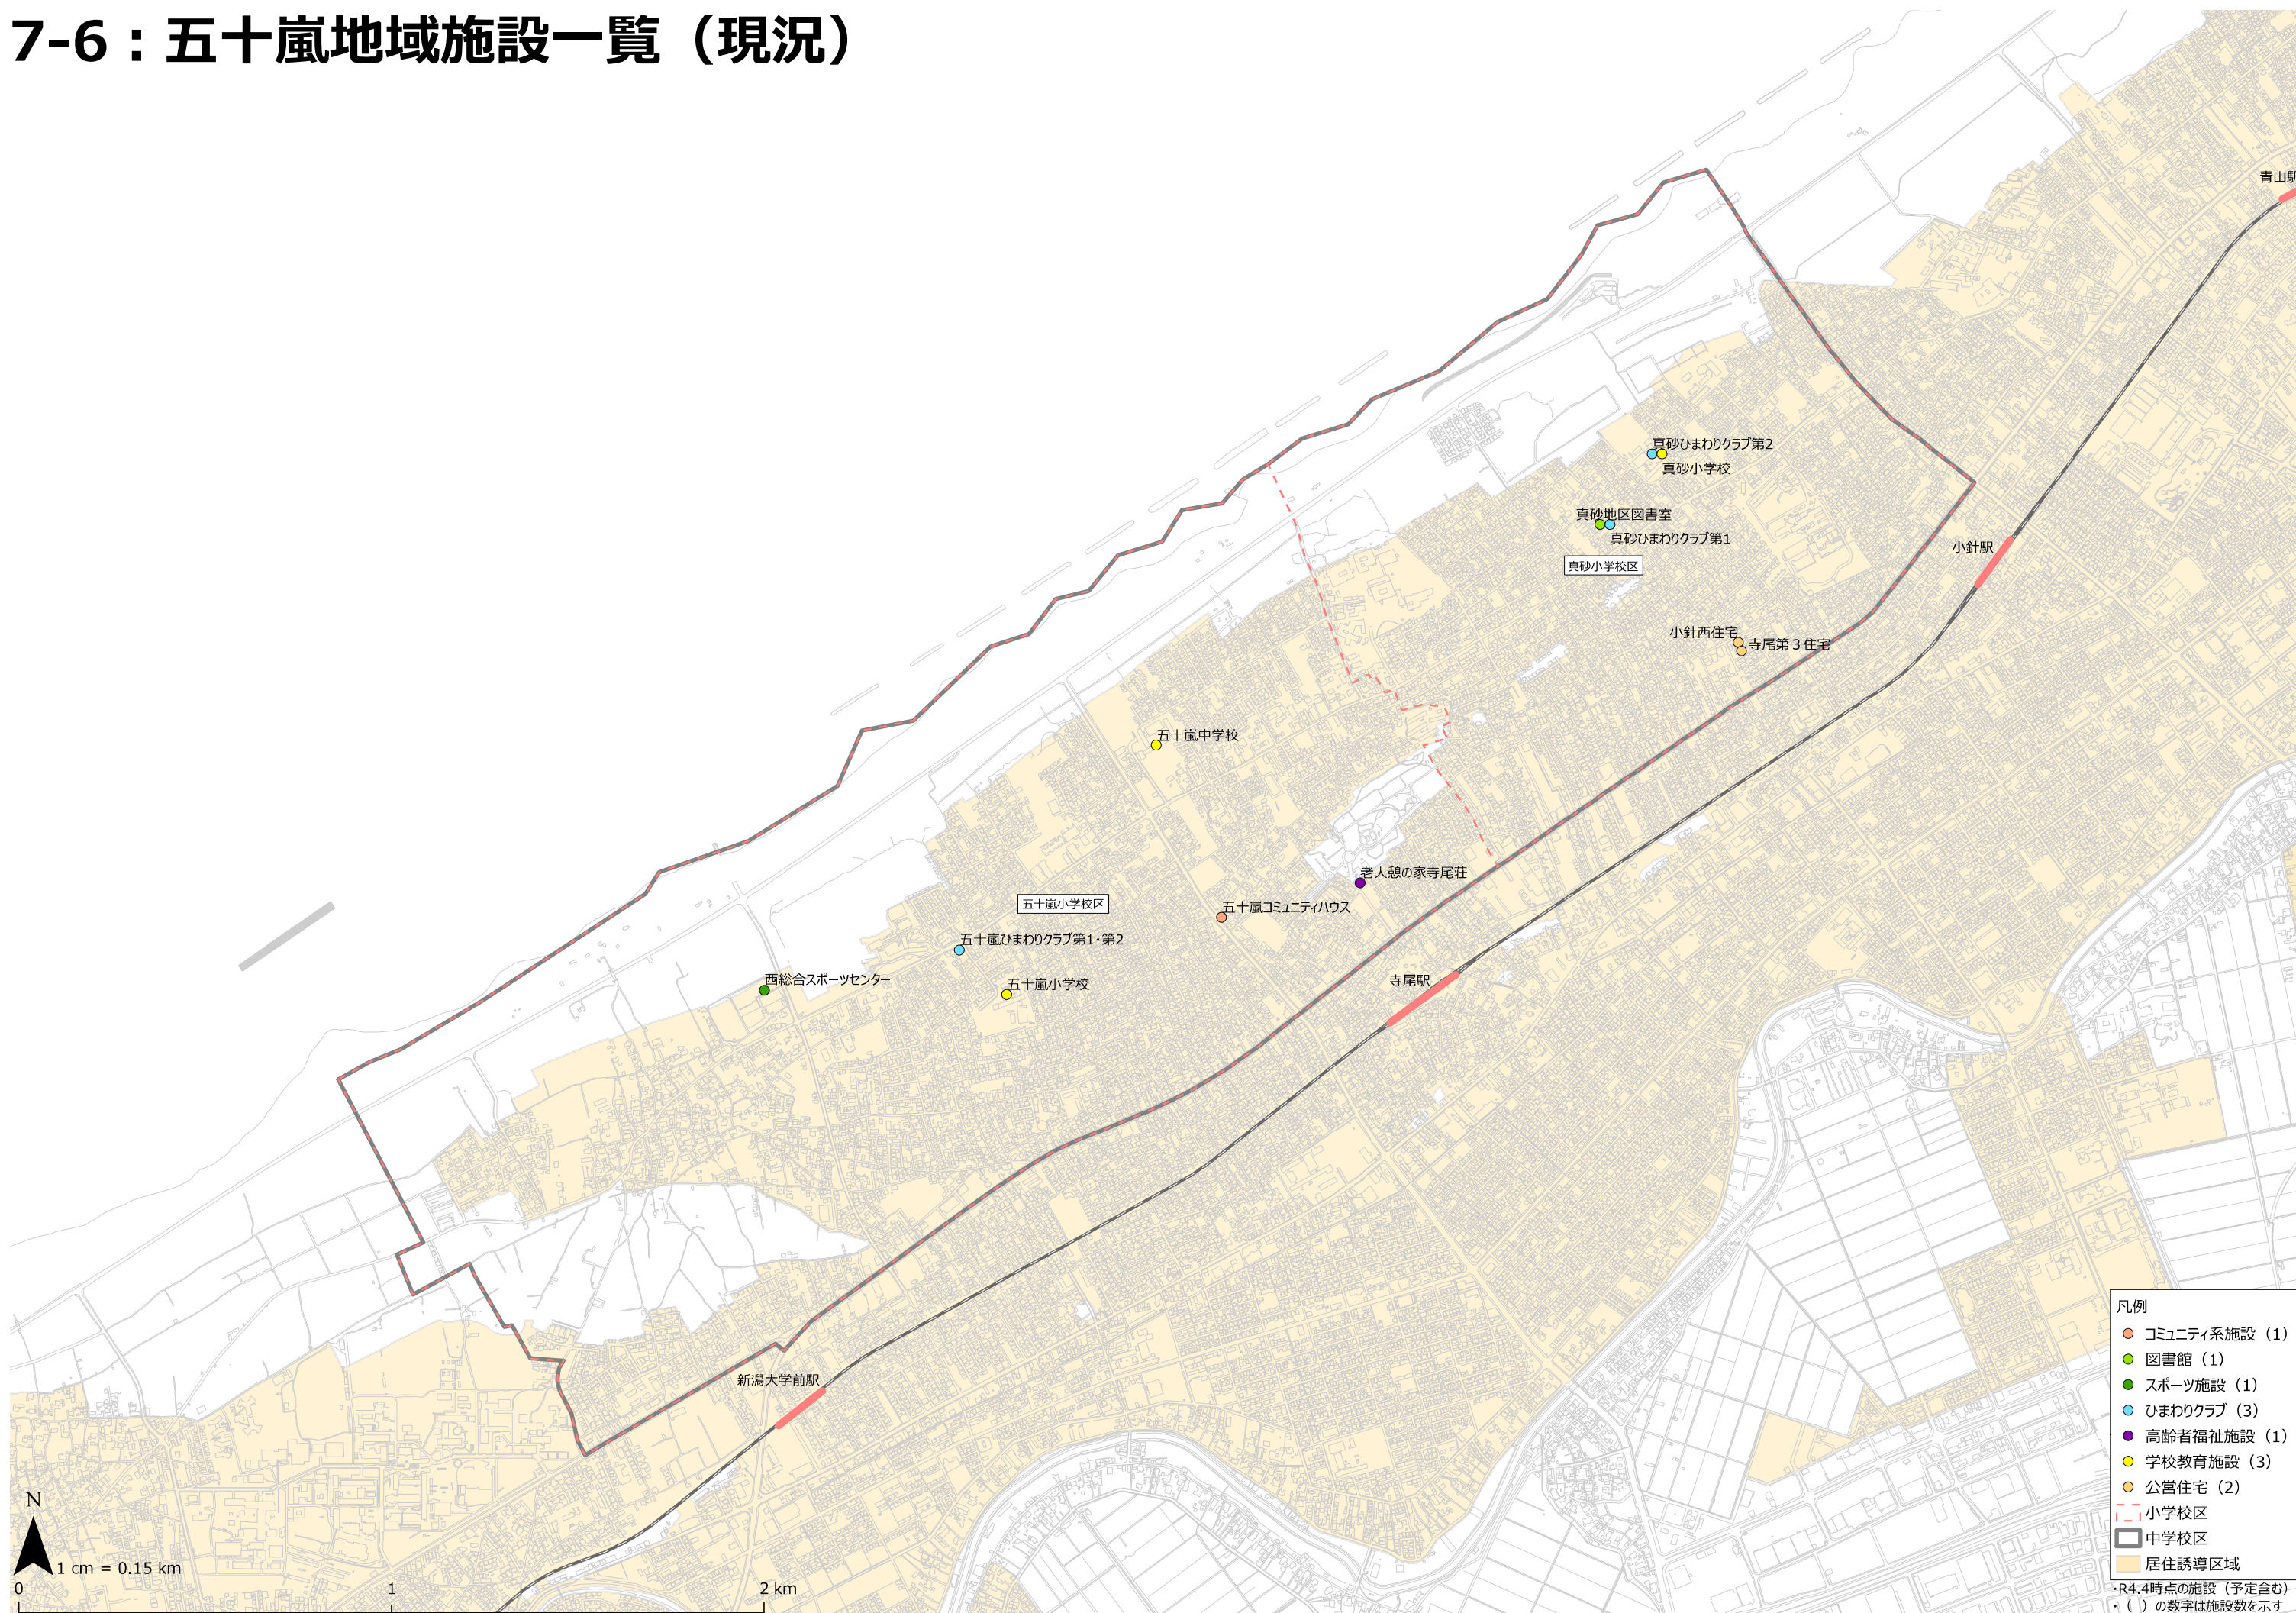 7-6：五十嵐地域施設一覧（現況）
青山駅
真砂ひまわりクラブ第2
真砂小学校
真砂地区図書室
真砂ひまわりクラブ第1
小針駅
真砂小学校区
小針西住宅
寺尾第３住宅
五十嵐中学校
老人憩の家寺尾荘
五十嵐小学校区
五十嵐コミュニティハウス
五十嵐ひまわりクラブ第1・第2
西総合スポーツセンター
五十嵐小学校
寺尾駅
新潟大学前駅
凡例
コミュニティ系施設（1）
図書館（1）
スポーツ施設（1）
ひまわりクラブ（3）
高齢者福祉施設（1）
学校教育施設（3）
公営住宅（2）
小学校区
中学校区
居住誘導区域
・R4.4時点の施設（予定含む）
・（ ）の数字は施設数を示す
N
1 cm = 0.15 km
0 1 2 km